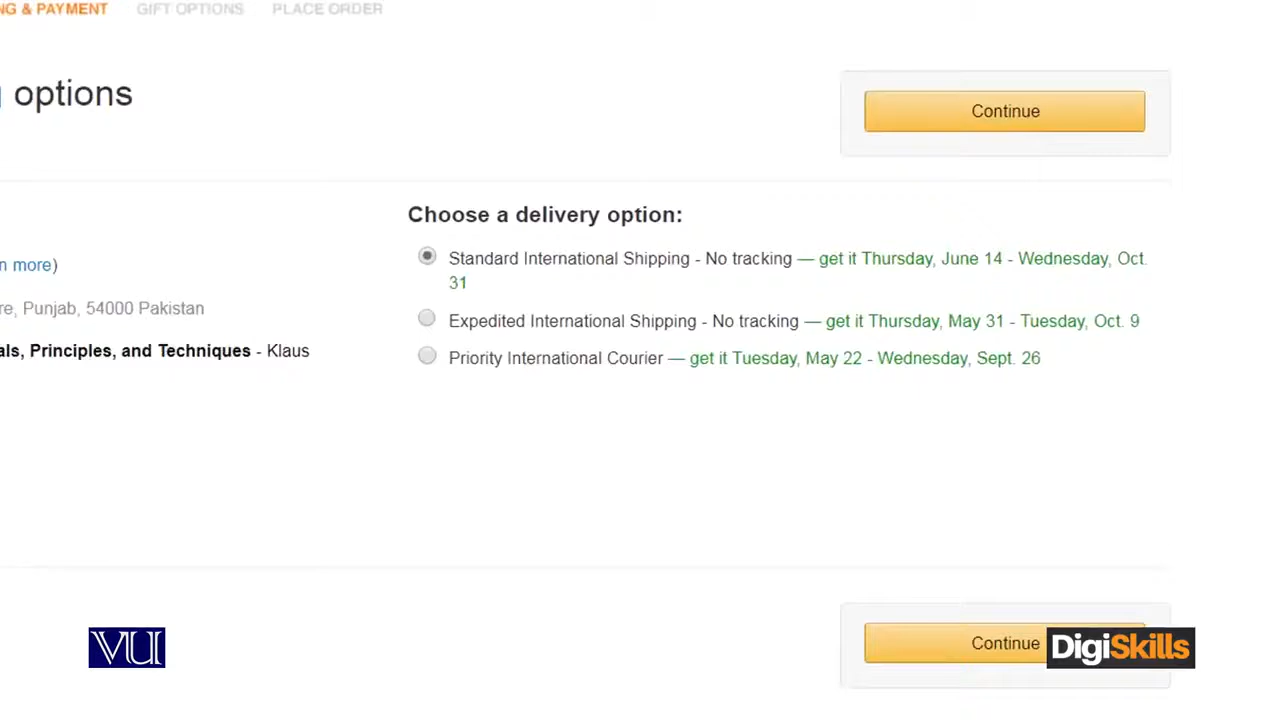 NG & PAYMENT GIFT OPTIONS PLACE ORDER
options
Continue
Choose a delivery option:
Standard International Shipping - No tracking — get it Thursday, June 14 - Wednesday, Oct.
31
n more)
re, Punjab, 54000 Pakistan
Expedited International Shipping - No tracking — get it Thursday, May 31 - Tuesday, Oct. 9
als, Principles, and Techniques - Klaus
Priority International Courier — get it Tuesday, May 22 - Wednesday, Sept. 26
VU
Continue
DigiSkills